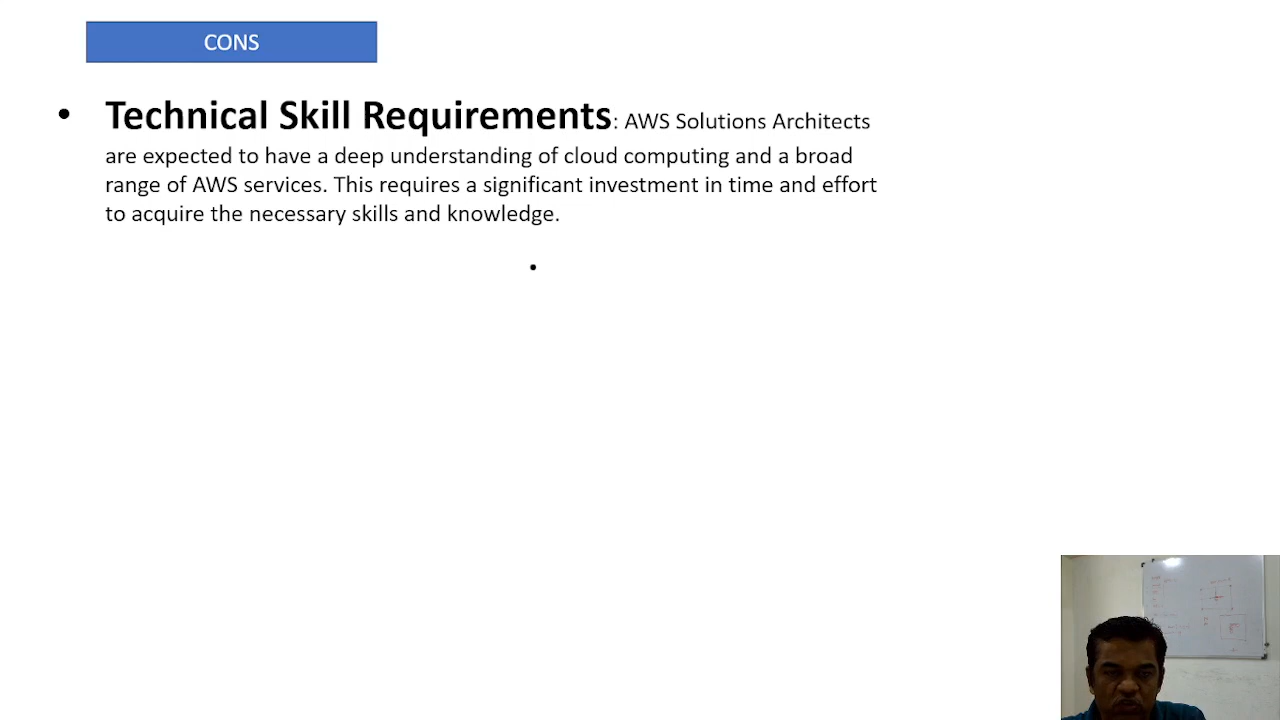 CONS
• Technical Skill Requirements: AWS Solutions Architects
are expected to have a deep understanding of cloud computing and a broad
range of AWS services. This requires a significant investment in time and effort
to acquire the necessary skills and knowledge.